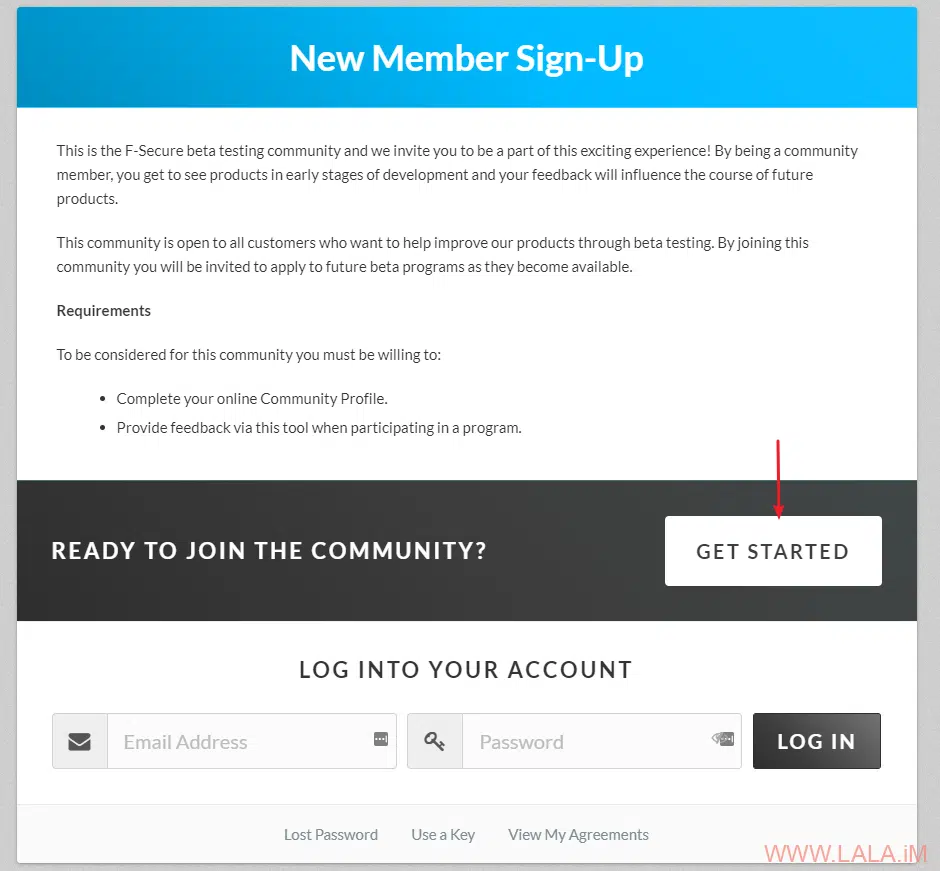 New Member Sign-Up
This is the F-Secure beta testing community and we invite you to be a part of this exciting experience! By being a community
member, you get to see products in early stages of development and your feedback will influence the course of future
products.
This community is open to all customers who want to help improve our products through beta testing. By joining this
community you will be invited to apply to future beta programs as they become available.
Requirements
To be considered for this community you must be willing to:
• Complete your online Community Profile.
• Provide feedback via this tool when participating in a program.
READY TO JOIN THE COMMUNITY?
GET STARTED
LOG INTO YOUR ACCOUNT
Email Address
Password
LOG IN
Lost Password
Use a Key
View My Agreements
WWW.LALA.iM